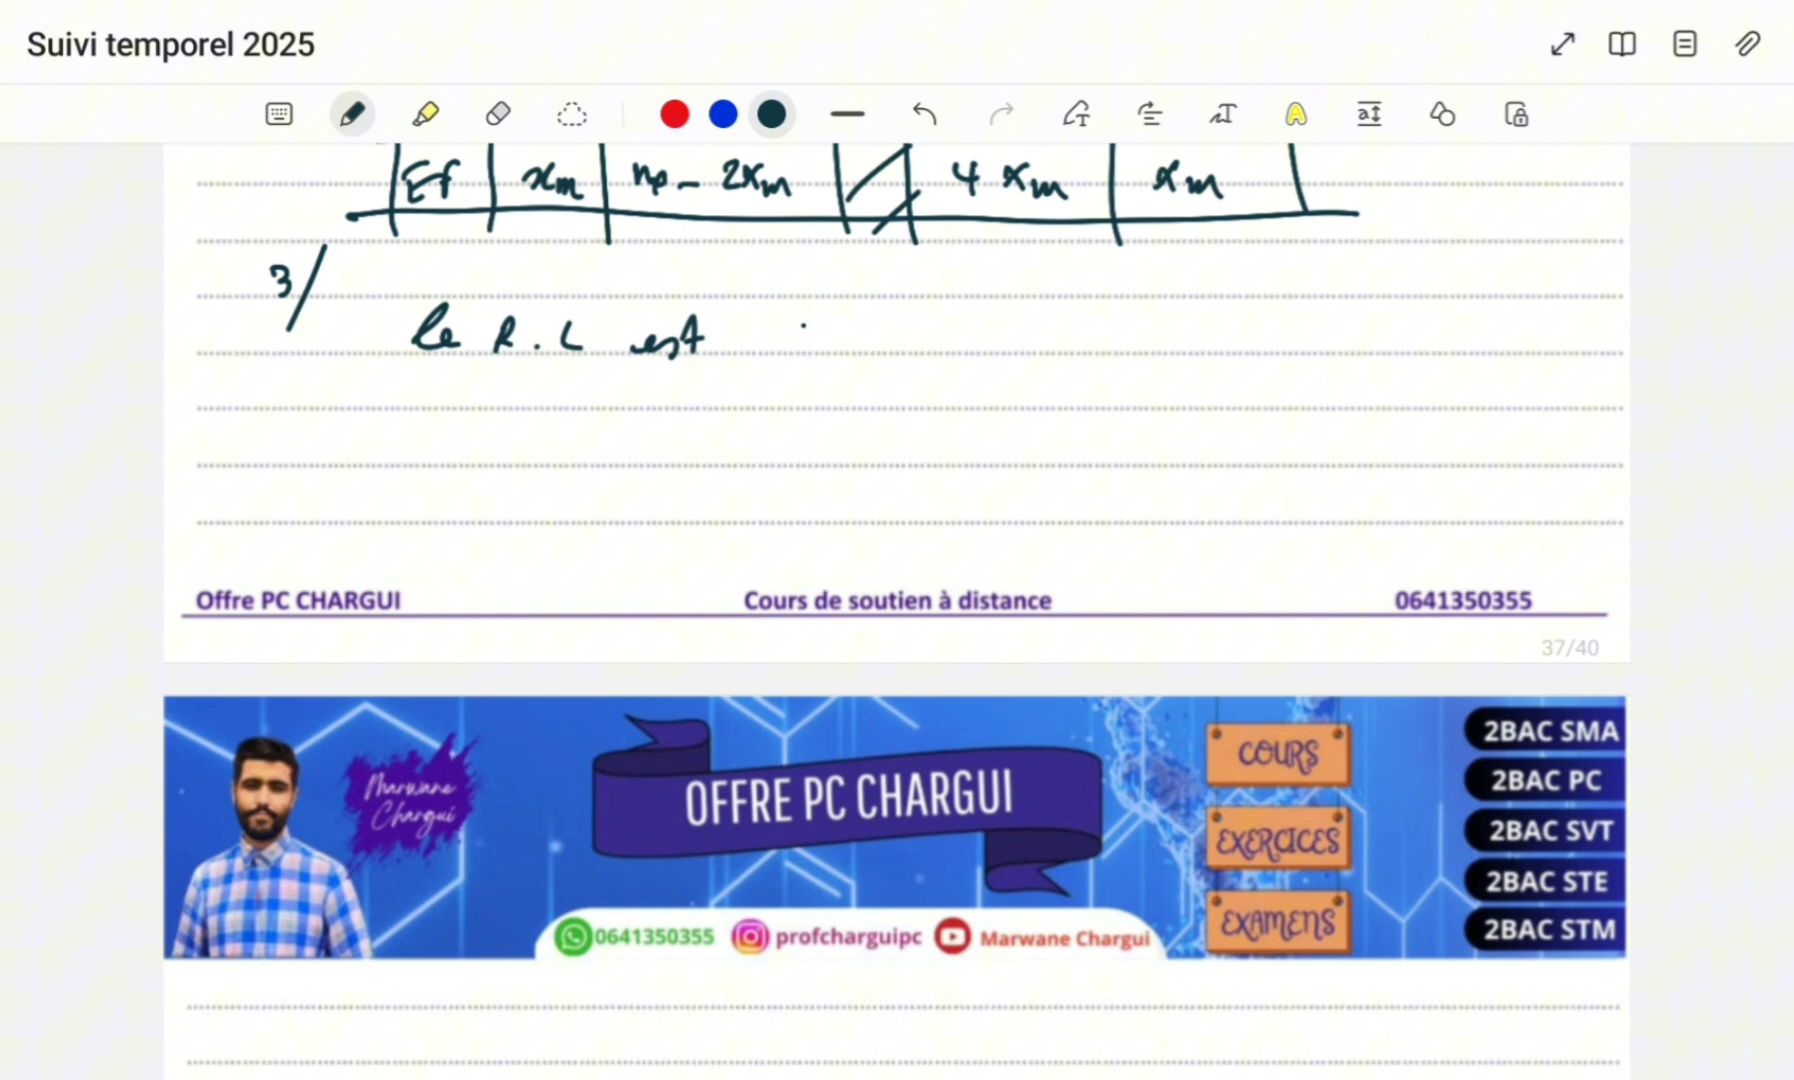 Suivi temporel 2025
Ef xm np - 2xm 4 xm xm
3/
le R.L est
Offre PC CHARGUI Cours de soutien à distance 0641350355
37/40
Marwane
Chargui
OFFRE PC CHARGUI
COURS
EXERCICES
EXAMENS
2BAC SMA
2BAC PC
2BAC SVT
2BAC STE
2BAC STM
0641350355 profcharguipc Marwane Chargui